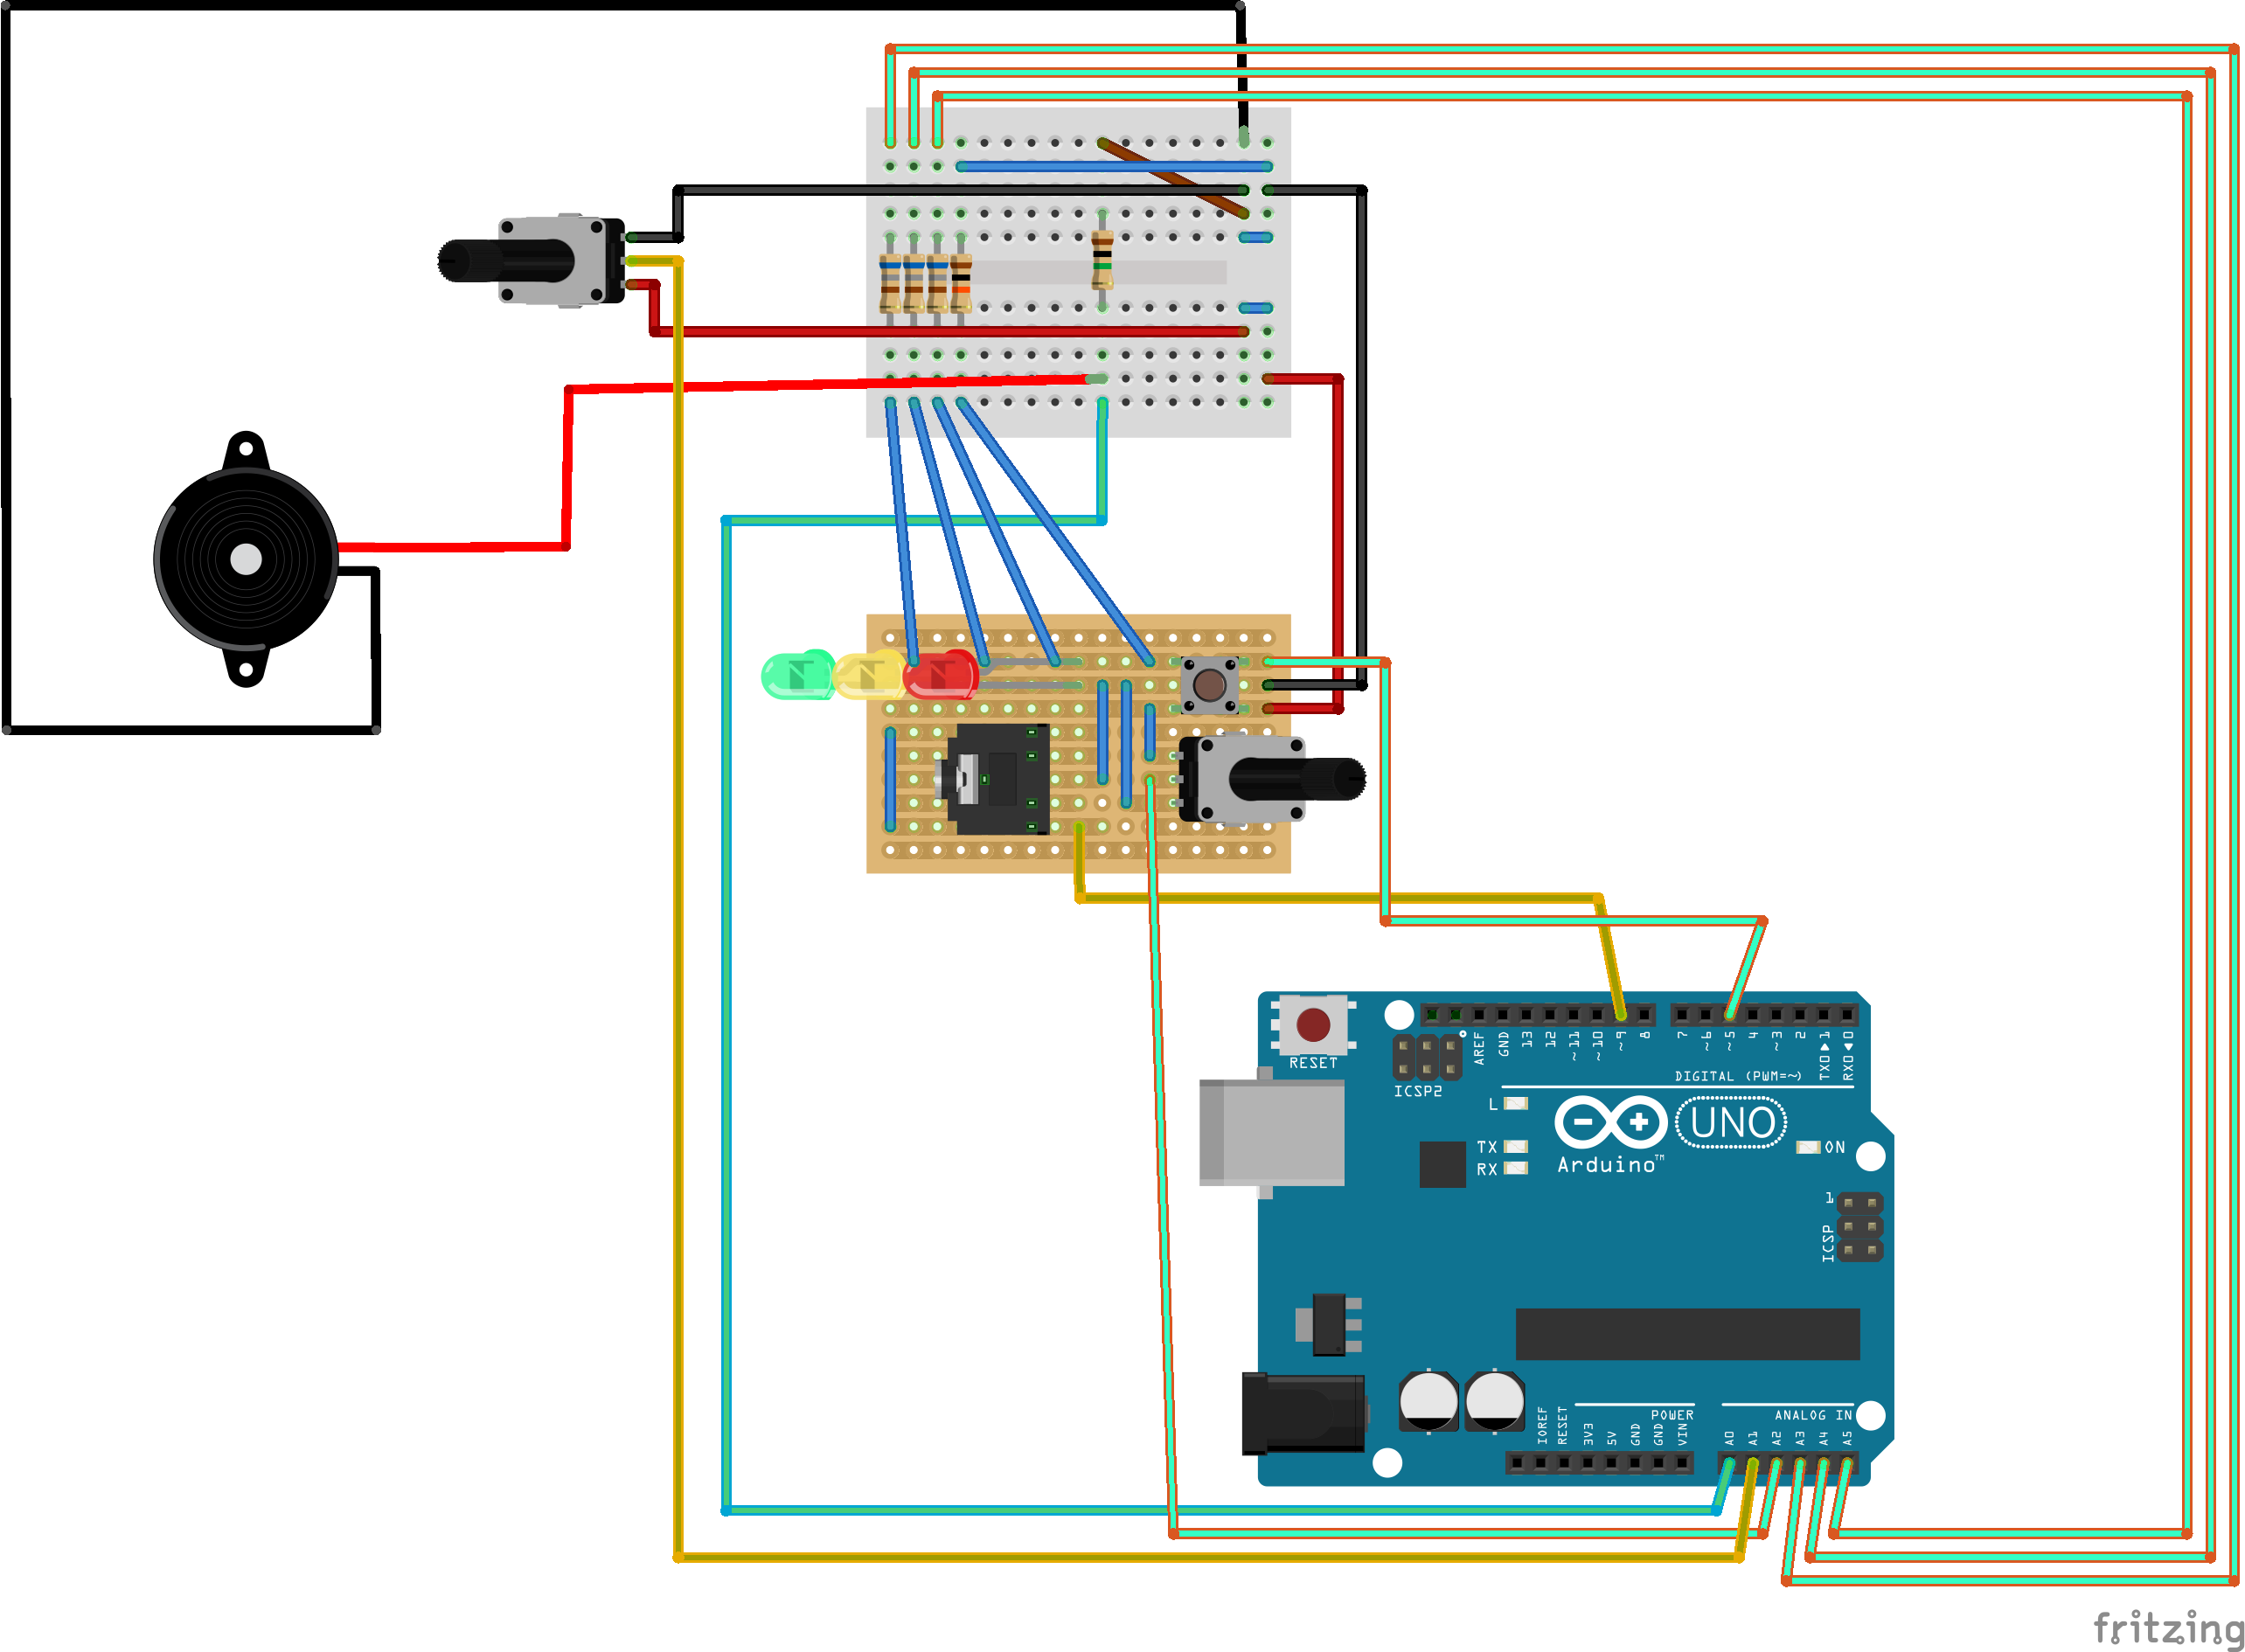 RESET
ICSP2
AREF
GND
13
12
~11
~10
~9
8
7
~6
~5
4
~3
2
TX0▶1
RX0◀0
DIGITAL (PWM=~)
L
TX
RX
UNO
Arduino™
ON
1
ICSP
IOREF
RESET
3V3
5V
GND
GND
VIN
POWER
ANALOG IN
A0
A1
A2
A3
A4
A5
fritzing